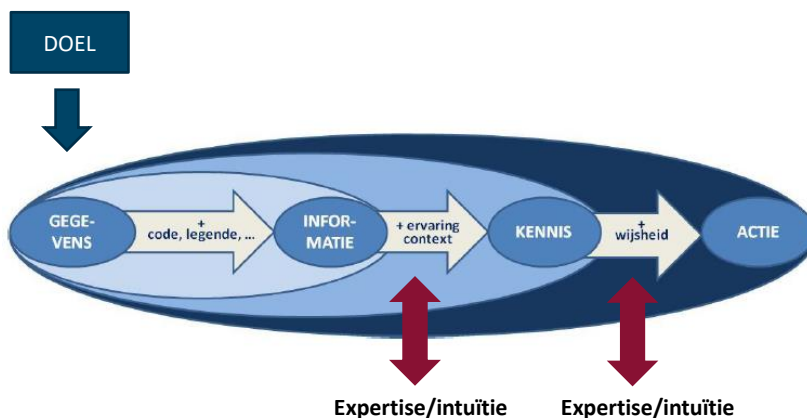 DOEL
GEGE-
VENS
+
code, legende, ...
INFOR-
MATIE
+ ervaring
context
KENNIS
+
wijsheid
ACTIE
Expertise/intuïtie
Expertise/intuïtie